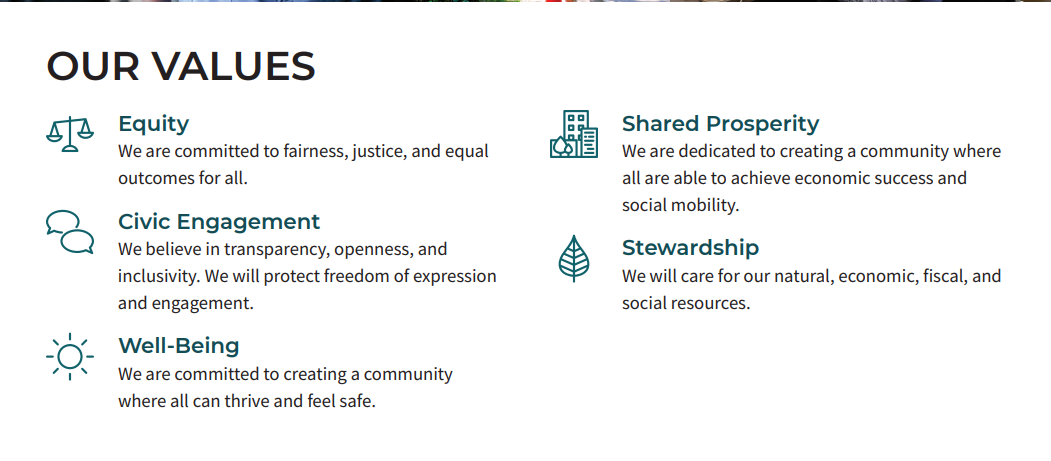 OUR VALUES
Equity
We are committed to fairness, justice, and equal
outcomes for all.
Civic Engagement
We believe in transparency, openness, and
inclusivity. We will protect freedom of expression
and engagement.
Well-Being
We are committed to creating a community
where all can thrive and feel safe.
Shared Prosperity
We are dedicated to creating a community where
all are able to achieve economic success and
social mobility.
Stewardship
We will care for our natural, economic, fiscal, and
social resources.